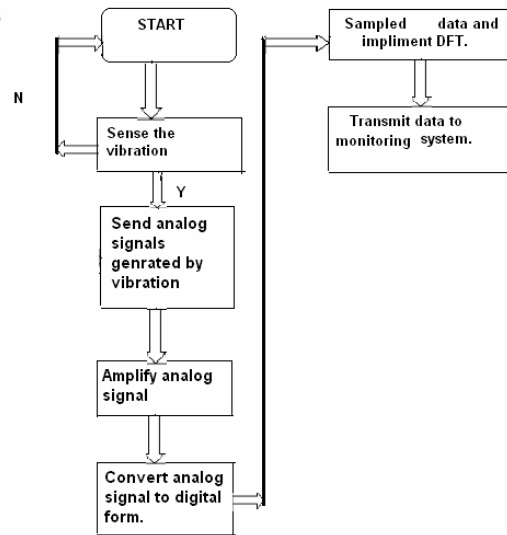 START
N
Sense the
vibration
Y
Send analog
signals
genrated by
vibration
Amplify analog
signal
Convert analog
signal to digital
form.
Sampled data and
impliment DFT.
Transmit data to
monitoring system.